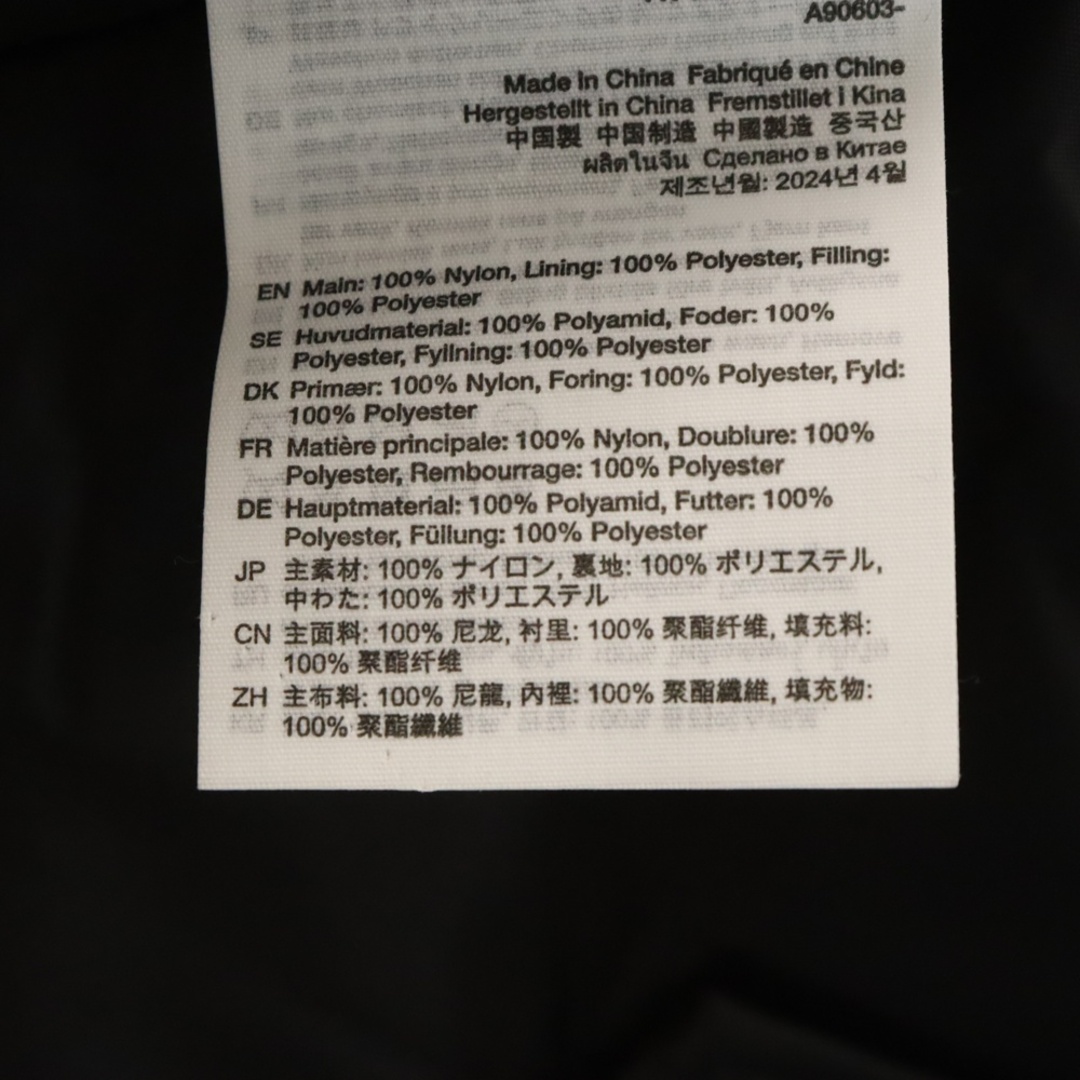 A90603-
Made in China Fabriqué en Chine
Hergestellt in China Fremstillet i Kina
中国製 中国制造 中國製造 중국산
ผลิตในจีน Сделано в Китае
제조년월: 2024년 4월
EN Main: 100% Nylon, Lining: 100% Polyester, Filling:
100% Polyester
SE Huvudmaterial: 100% Polyamid, Foder: 100%
Polyester, Fyllning: 100% Polyester
DK Primær: 100% Nylon, Foring: 100% Polyester, Fyld:
100% Polyester
FR Matière principale: 100% Nylon, Doublure: 100%
Polyester, Rembourrage: 100% Polyester
DE Hauptmaterial: 100% Polyamid, Futter: 100%
Polyester, Füllung: 100% Polyester
JP 主素材: 100% ナイロン, 裏地: 100% ポリエステル,
中わた: 100% ポリエステル
CN 主面料: 100% 尼龙, 衬里: 100% 聚酯纤维, 填充料:
100% 聚酯纤维
ZH 主布料: 100% 尼龍, 內裡: 100% 聚酯纖維, 填充物:
100% 聚酯纖維